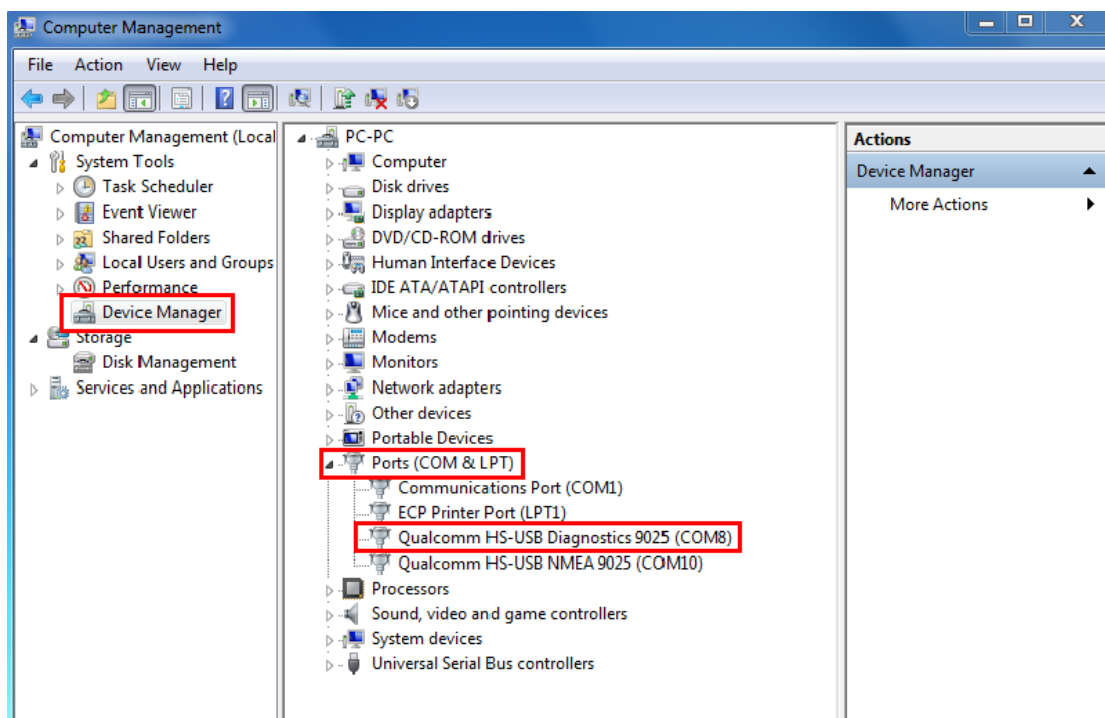 Computer Management
File Action View Help
Computer Management (Local
System Tools
Task Scheduler
Event Viewer
Shared Folders
Local Users and Groups
Performance
Device Manager
Storage
Disk Management
Services and Applications
PC-PC
Computer
Disk drives
Display adapters
DVD/CD-ROM drives
Human Interface Devices
IDE ATA/ATAPI controllers
Mice and other pointing devices
Modems
Monitors
Network adapters
Other devices
Portable Devices
Ports (COM & LPT)
Communications Port (COM1)
ECP Printer Port (LPT1)
Qualcomm HS-USB Diagnostics 9025 (COM8)
Qualcomm HS-USB NMEA 9025 (COM10)
Processors
Sound, video and game controllers
System devices
Universal Serial Bus controllers
Actions
Device Manager
More Actions